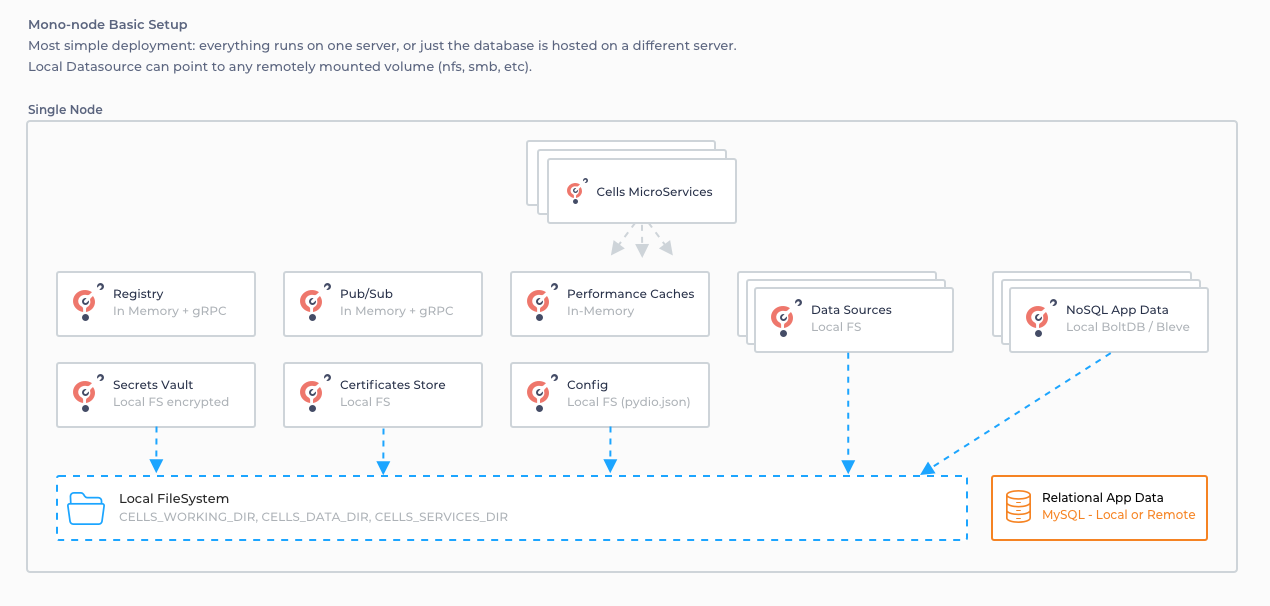 Mono-node Basic Setup
Most simple deployment: everything runs on one server, or just the database is hosted on a different server.
Local Datasource can point to any remotely mounted volume (nfs, smb, etc).
Single Node
Cells MicroServices
Registry
In Memory + gRPC
Pub/Sub
In Memory + gRPC
Performance Caches
In-Memory
Data Sources
Local FS
NoSQL App Data
Local BoltDB / Bleve
Secrets Vault
Local FS encrypted
Certificates Store
Local FS
Config
Local FS (pydio.json)
Local FileSystem
CELLS_WORKING_DIR, CELLS_DATA_DIR, CELLS_SERVICES_DIR
Relational App Data
MySQL - Local or Remote